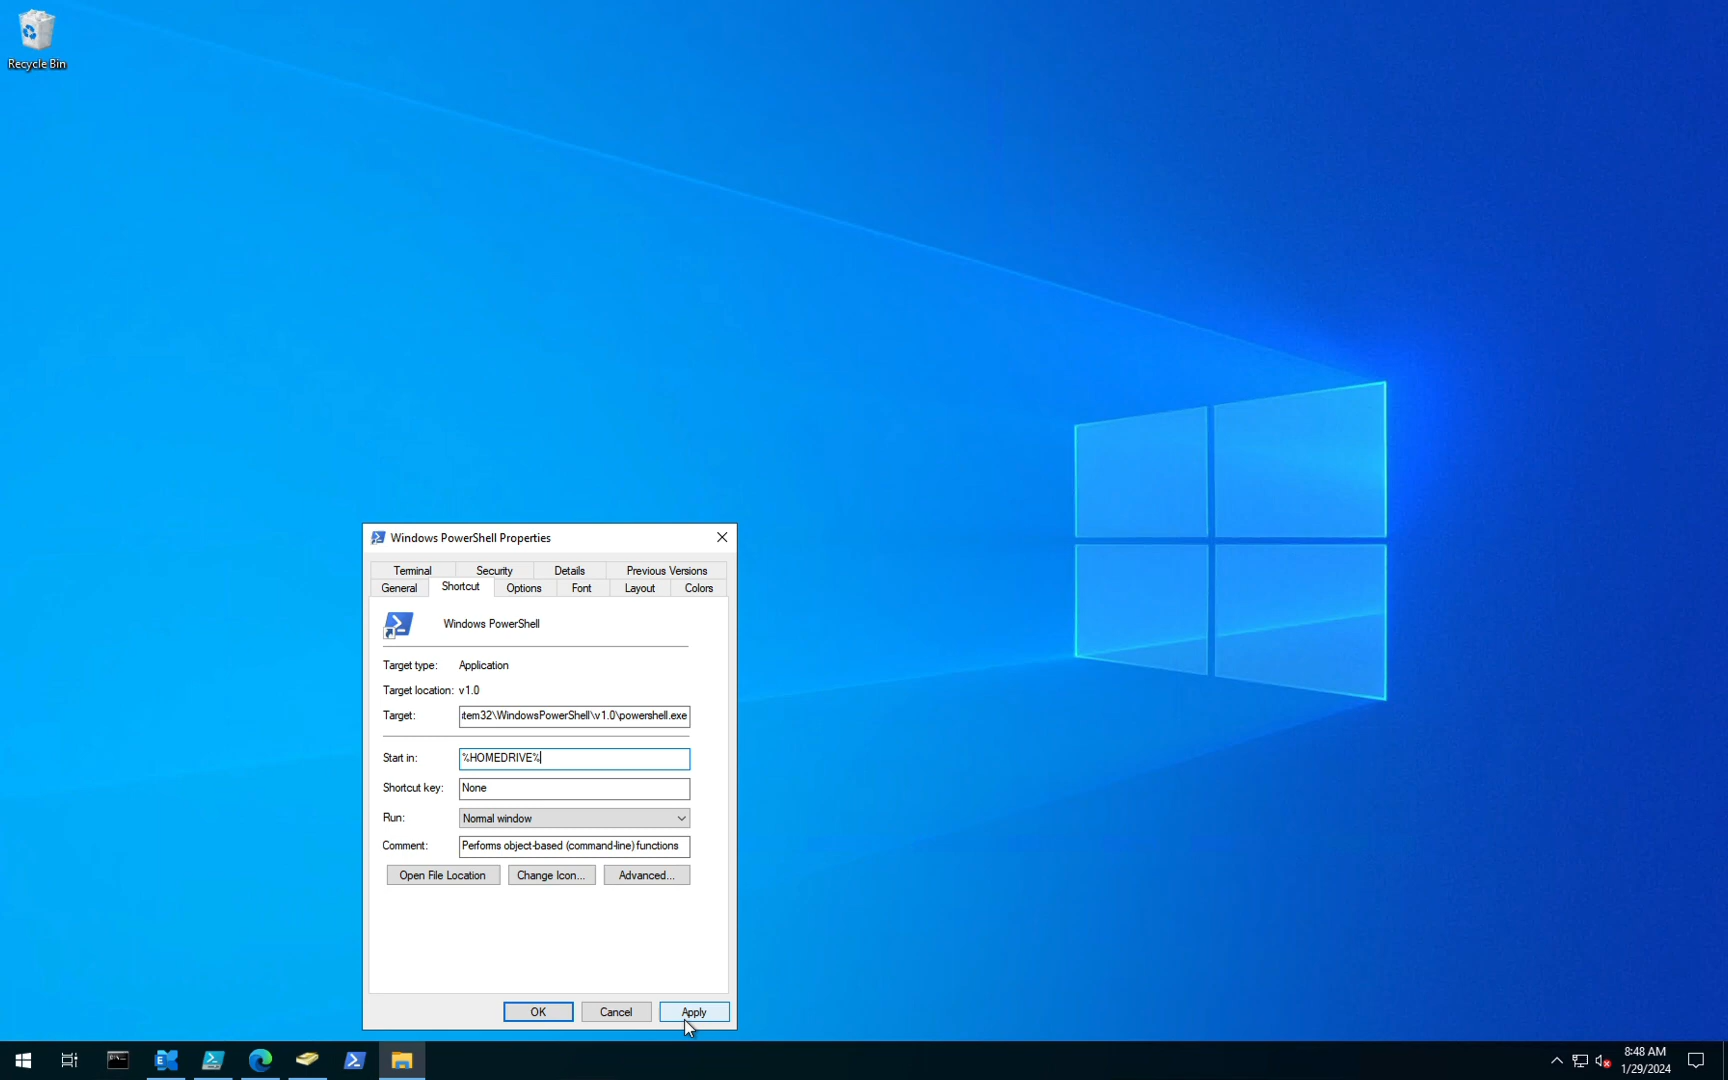 Recycle Bin
Windows PowerShell Properties
Terminal Security Details Previous Versions
General Shortcut Options Font Layout Colors
Windows PowerShell
Target type: Application
Target location: v1.0
Target: tem32\WindowsPowerShell\v1.0\powershell.exe
Start in: %HOMEDRIVE%
Shortcut key: None
Run: Normal window
Comment: Performs object-based (command-line) functions
Open File Location Change Icon... Advanced...
OK Cancel Apply
8:48 AM
1/29/2024